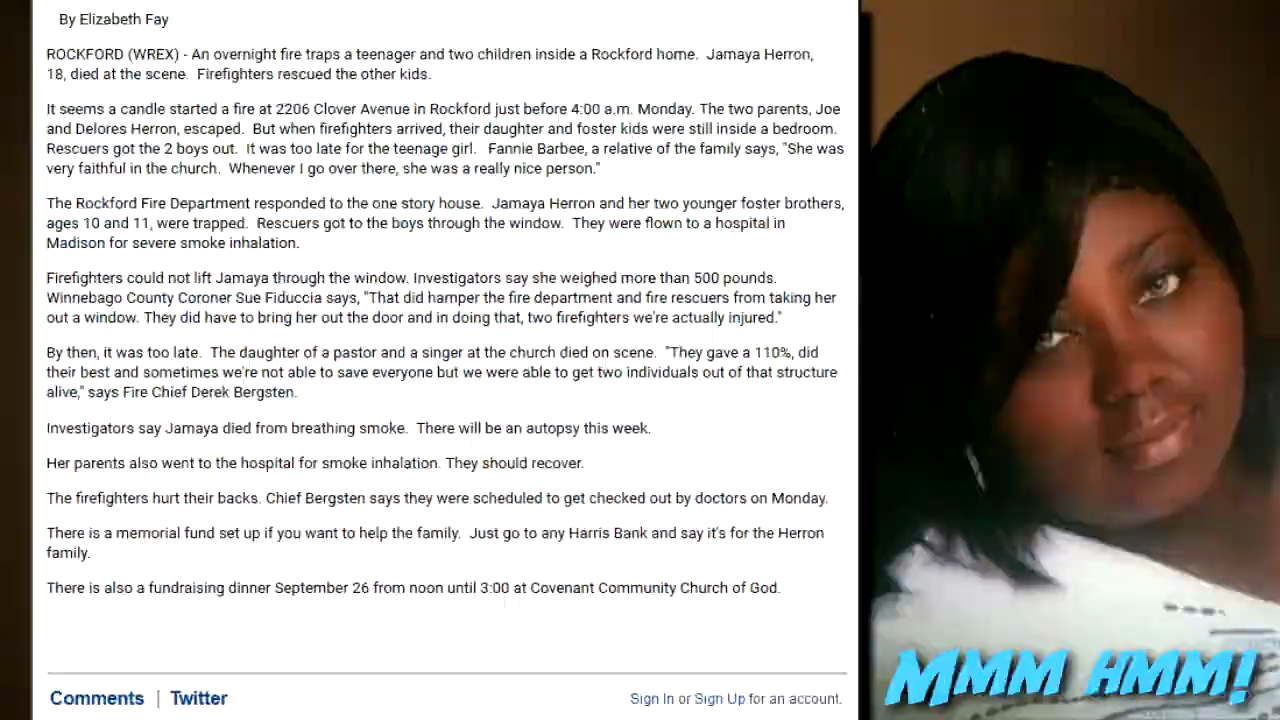 By Elizabeth Fay
ROCKFORD (WREX) - An overnight fire traps a teenager and two children inside a Rockford home. Jamaya Herron,
18, died at the scene. Firefighters rescued the other kids.
It seems a candle started a fire at 2206 Clover Avenue in Rockford just before 4:00 a.m. Monday. The two parents, Joe
and Delores Herron, escaped. But when firefighters arrived, their daughter and foster kids were still inside a bedroom.
Rescuers got the 2 boys out. It was too late for the teenage girl. Fannie Barbee, a relative of the family says, "She was
very faithful in the church. Whenever I go over there, she was a really nice person."
The Rockford Fire Department responded to the one story house. Jamaya Herron and her two younger foster brothers,
ages 10 and 11, were trapped. Rescuers got to the boys through the window. They were flown to a hospital in
Madison for severe smoke inhalation.
Firefighters could not lift Jamaya through the window. Investigators say she weighed more than 500 pounds.
Winnebago County Coroner Sue Fiduccia says, "That did hamper the fire department and fire rescuers from taking her
out a window. They did have to bring her out the door and in doing that, two firefighters we're actually injured."
By then, it was too late. The daughter of a pastor and a singer at the church died on scene. "They gave a 110%, did
their best and sometimes we're not able to save everyone but we were able to get two individuals out of that structure
alive," says Fire Chief Derek Bergsten.
Investigators say Jamaya died from breathing smoke. There will be an autopsy this week.
Her parents also went to the hospital for smoke inhalation. They should recover.
The firefighters hurt their backs. Chief Bergsten says they were scheduled to get checked out by doctors on Monday.
There is a memorial fund set up if you want to help the family. Just go to any Harris Bank and say it's for the Herron
family.
There is also a fundraising dinner September 26 from noon until 3:00 at Covenant Community Church of God.
Comments | Twitter
Sign In or Sign Up for an account.
MMM HMM!